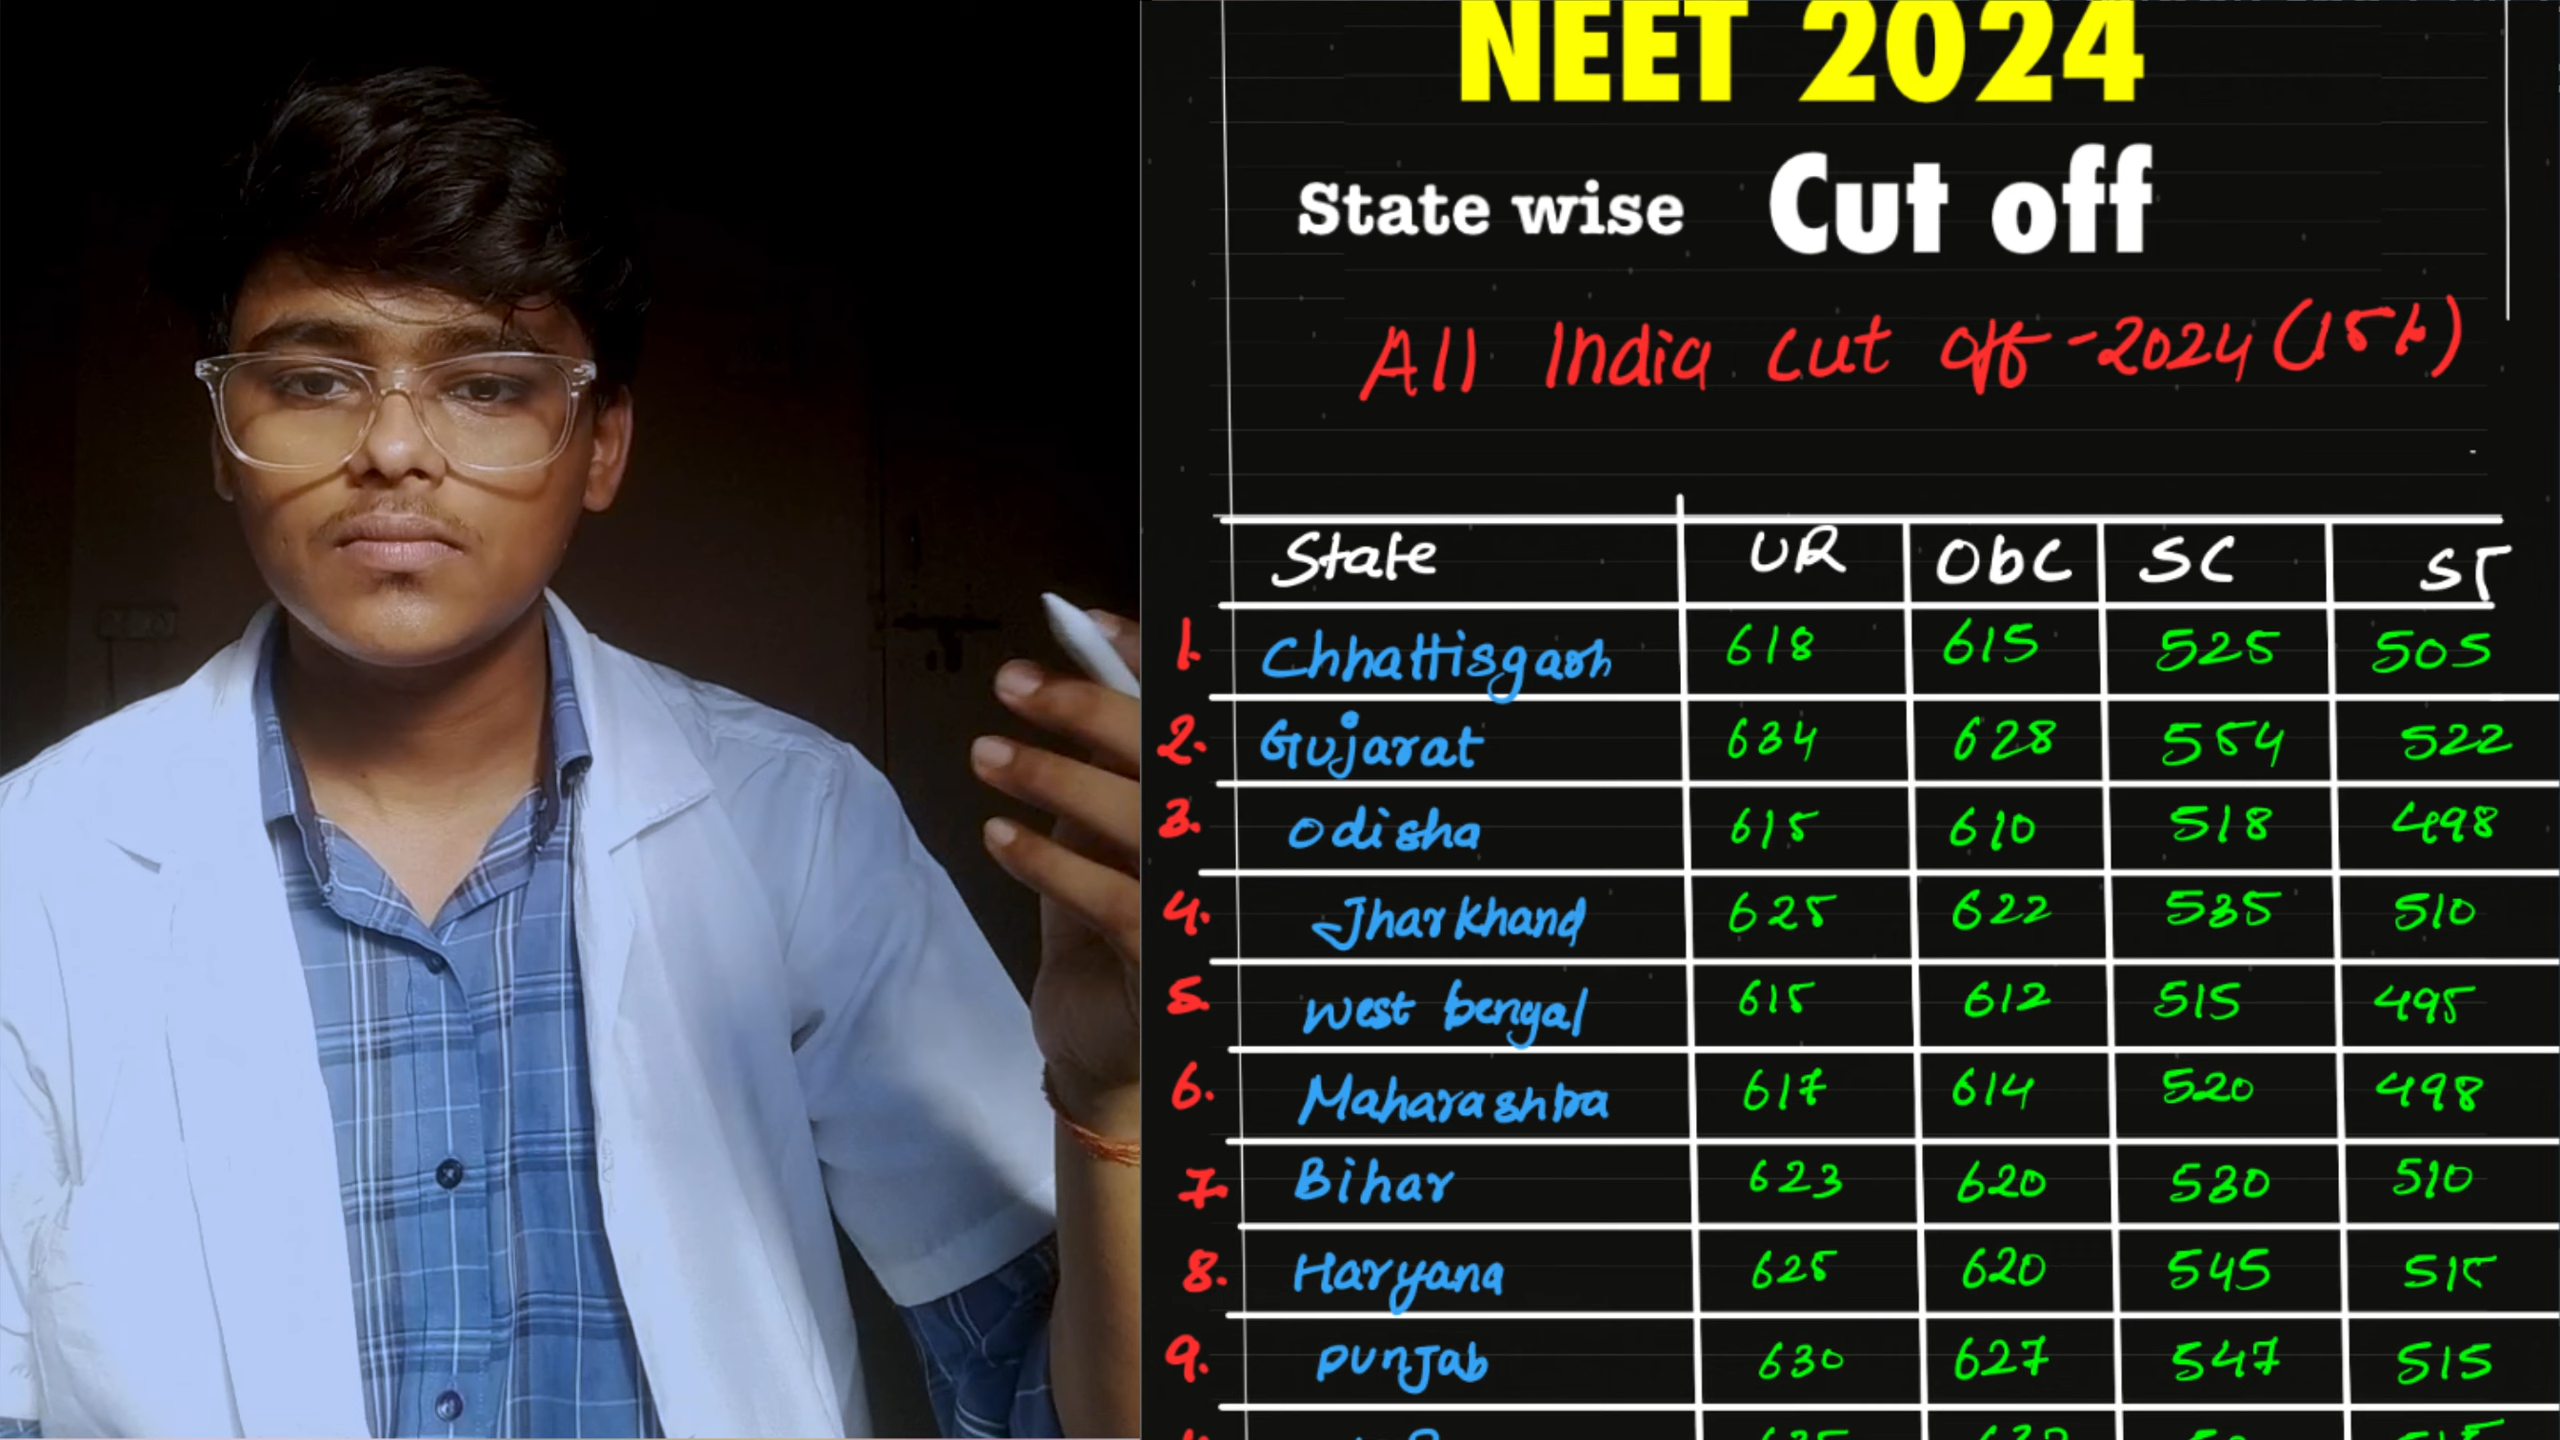 NEET 2024
State wise Cut off
All India cut off -2024 (15%)
State UR ObC SC ST
1. Chhattisgarh 618 615 525 505
2. Gujarat 634 628 554 522
3. Odisha 615 610 518 498
4. Jharkhand 625 622 535 510
5. west bengal 615 612 515 495
6. Maharashtra 617 614 520 498
7. Bihar 623 620 530 510
8. Haryana 625 620 545 515
9. punJab 630 627 547 515